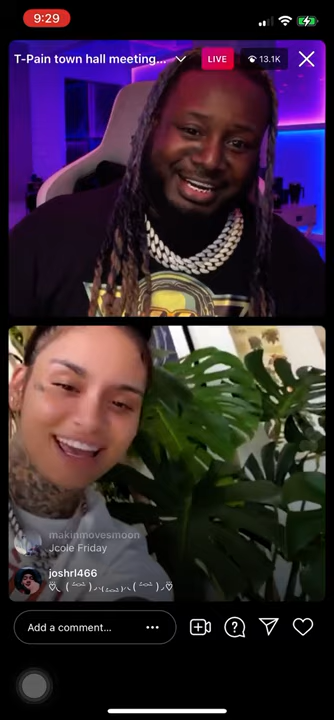 9:29
T-Pain town hall meeting...
LIVE
13.1K
makinmovesmoon
Jcole Friday
joshrl466
Add a comment...